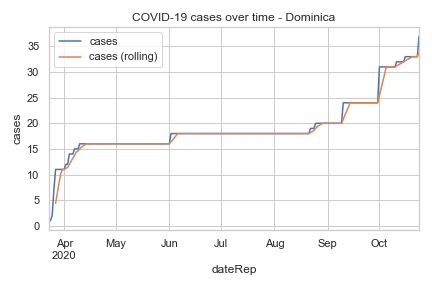 COVID-19 cases over time - Dominica
cases
cases (rolling)
35
30
25
20
15
10
5
0
cases
Apr
2020
May
Jun
Jul
Aug
Sep
Oct
dateRep